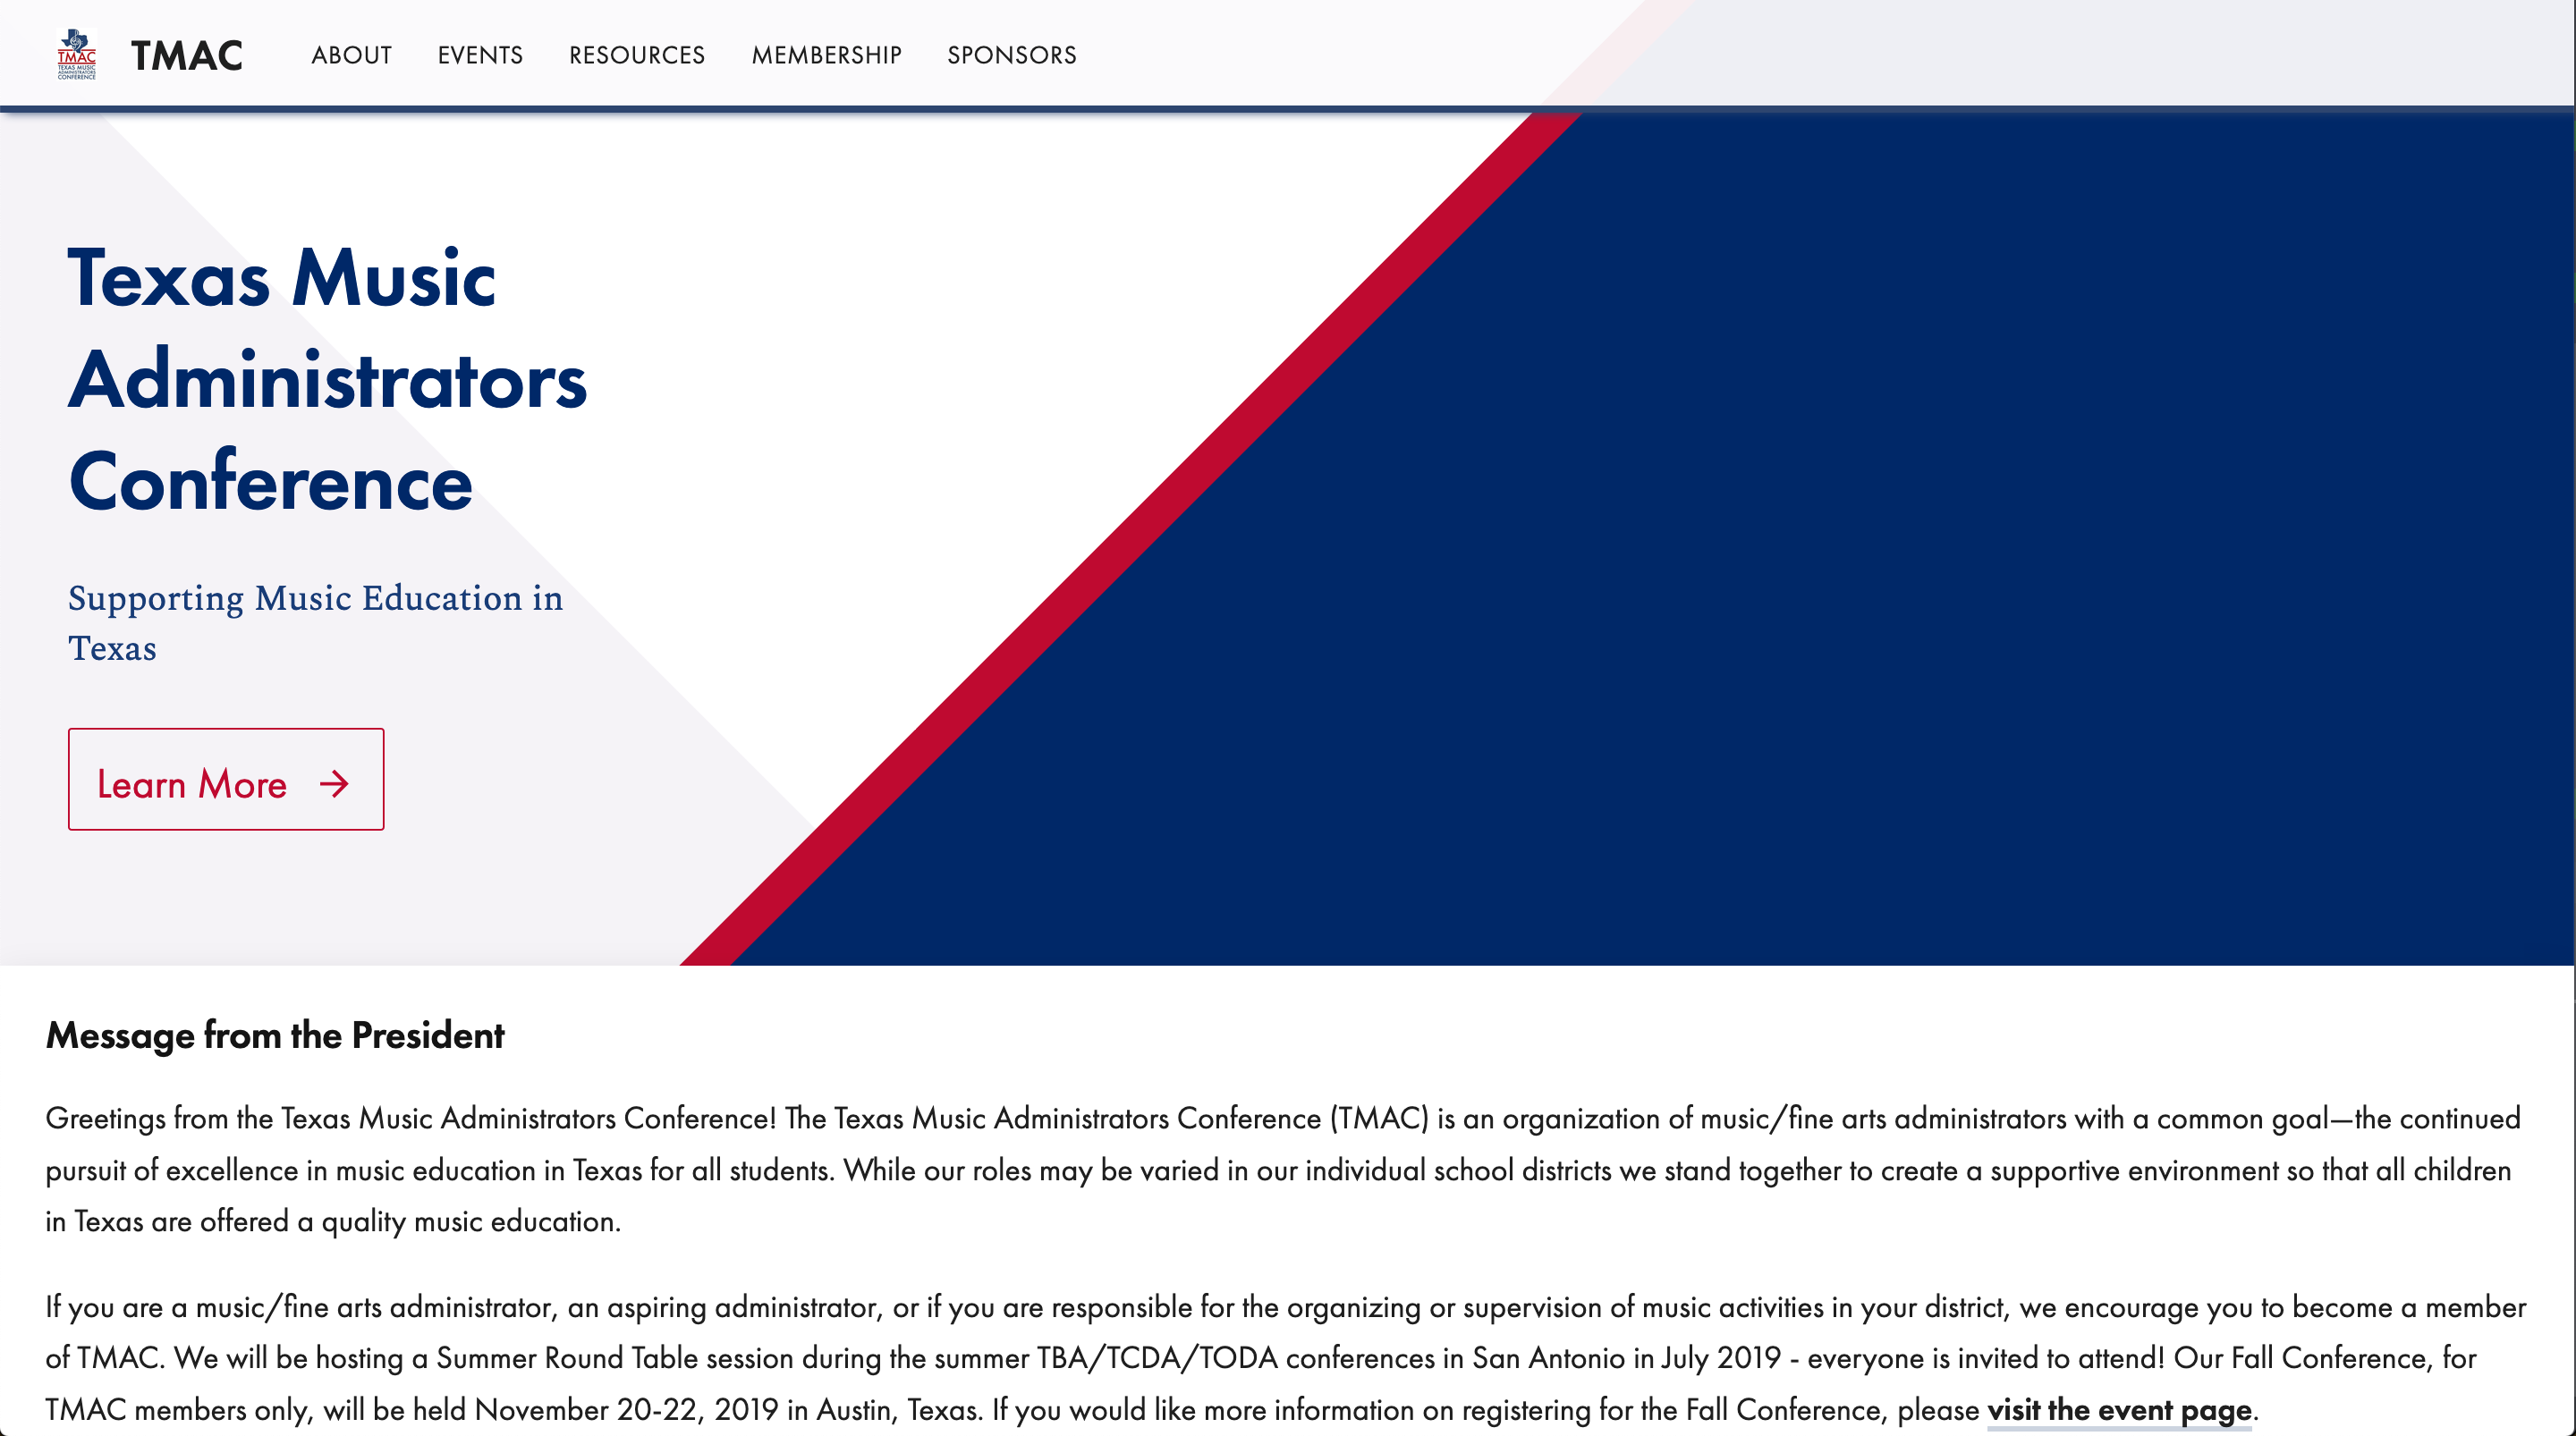 TMAC
TEXAS MUSIC
ADMINISTRATORS
CONFERENCE
TMAC
ABOUT
EVENTS
RESOURCES
MEMBERSHIP
SPONSORS
Texas Music
Administrators
Conference
Supporting Music Education in
Texas
Learn More →
Message from the President
Greetings from the Texas Music Administrators Conference! The Texas Music Administrators Conference (TMAC) is an organization of music/fine arts administrators with a common goal—the continued
pursuit of excellence in music education in Texas for all students. While our roles may be varied in our individual school districts we stand together to create a supportive environment so that all children
in Texas are offered a quality music education.
If you are a music/fine arts administrator, an aspiring administrator, or if you are responsible for the organizing or supervision of music activities in your district, we encourage you to become a member
of TMAC. We will be hosting a Summer Round Table session during the summer TBA/TCDA/TODA conferences in San Antonio in July 2019 - everyone is invited to attend! Our Fall Conference, for
TMAC members only, will be held November 20-22, 2019 in Austin, Texas. If you would like more information on registering for the Fall Conference, please visit the event page.